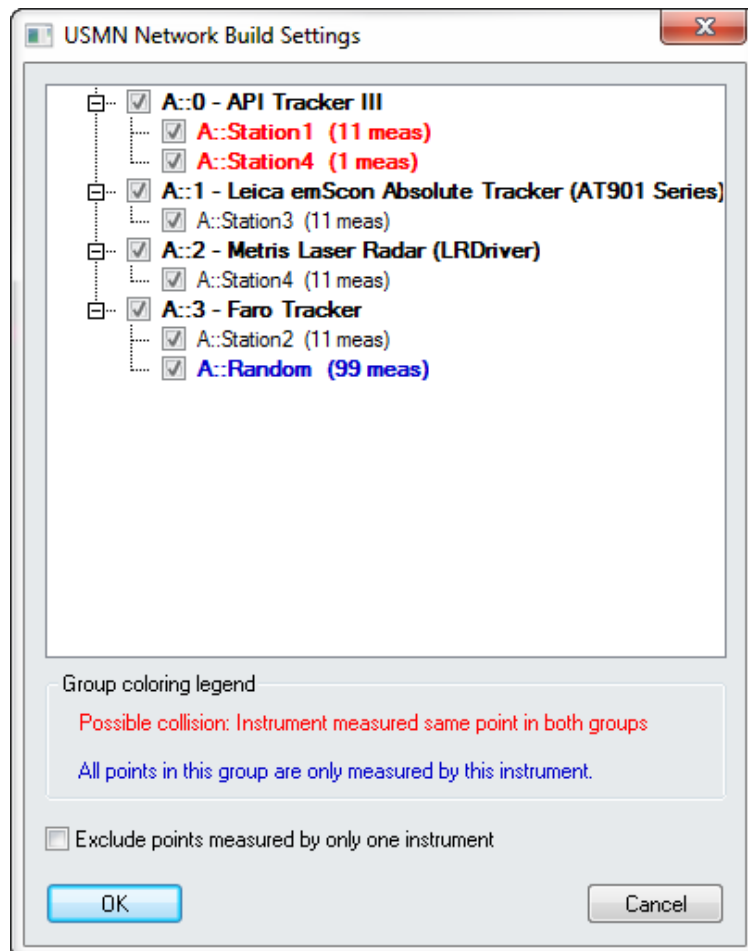 USMN Network Build Settings
A::0 - API Tracker III
A::Station1 (11 meas)
A::Station4 (1 meas)
A::1 - Leica emScon Absolute Tracker (AT901 Series)
A::Station3 (11 meas)
A::2 - Metris Laser Radar (LRDriver)
A::Station4 (11 meas)
A::3 - Faro Tracker
A::Station2 (11 meas)
A::Random (99 meas)
Group coloring legend
Possible collision: Instrument measured same point in both groups
All points in this group are only measured by this instrument.
Exclude points measured by only one instrument
OK Cancel